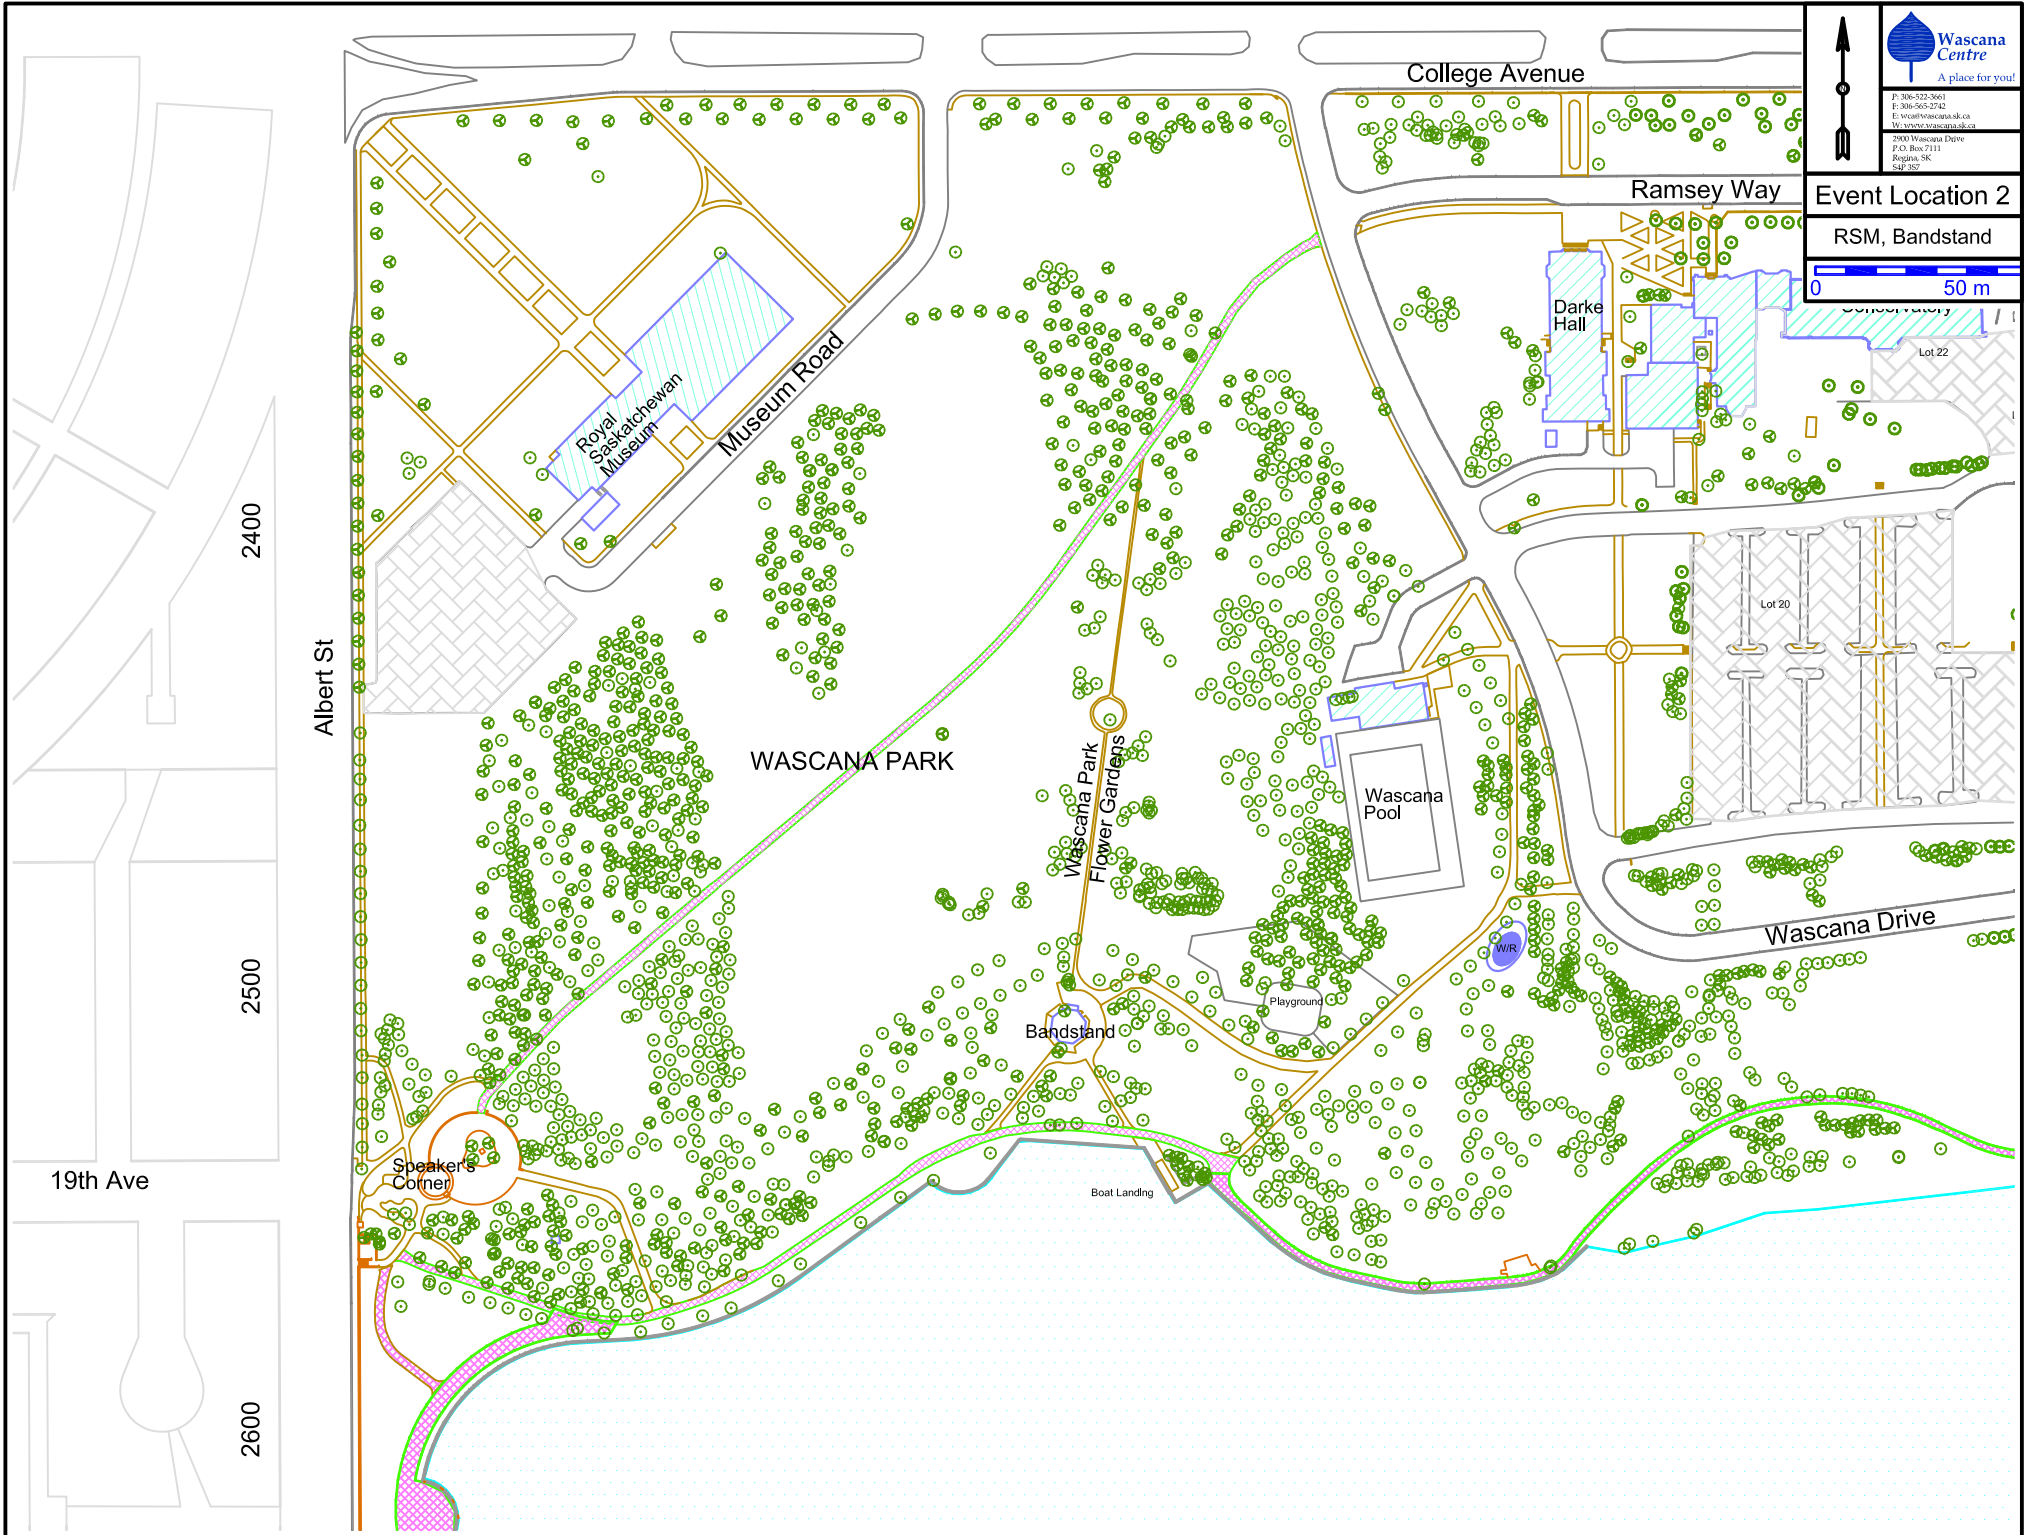 College Avenue
Wascana
Centre
A place for you!
P: 306-522-3661
F: 306-565-2742
E: wca@wascana.sk.ca
W: www.wascana.sk.ca
2900 Wascana Drive
P.O. Box 7111
Regina, SK
S4P 3S7
Event Location 2
RSM, Bandstand
0 50 m
Ramsey Way
Darke
Hall
Conservatory
Lot 22
Royal
Saskatchewan
Museum
Museum Road
2400
Albert St
Lot 20
WASCANA PARK
Wascana Park
Flower Gardens
Wascana
Pool
Wascana Drive
W/R
2500
Playground
Bandstand
19th Ave
Speaker's
Corner
Boat Landing
2600